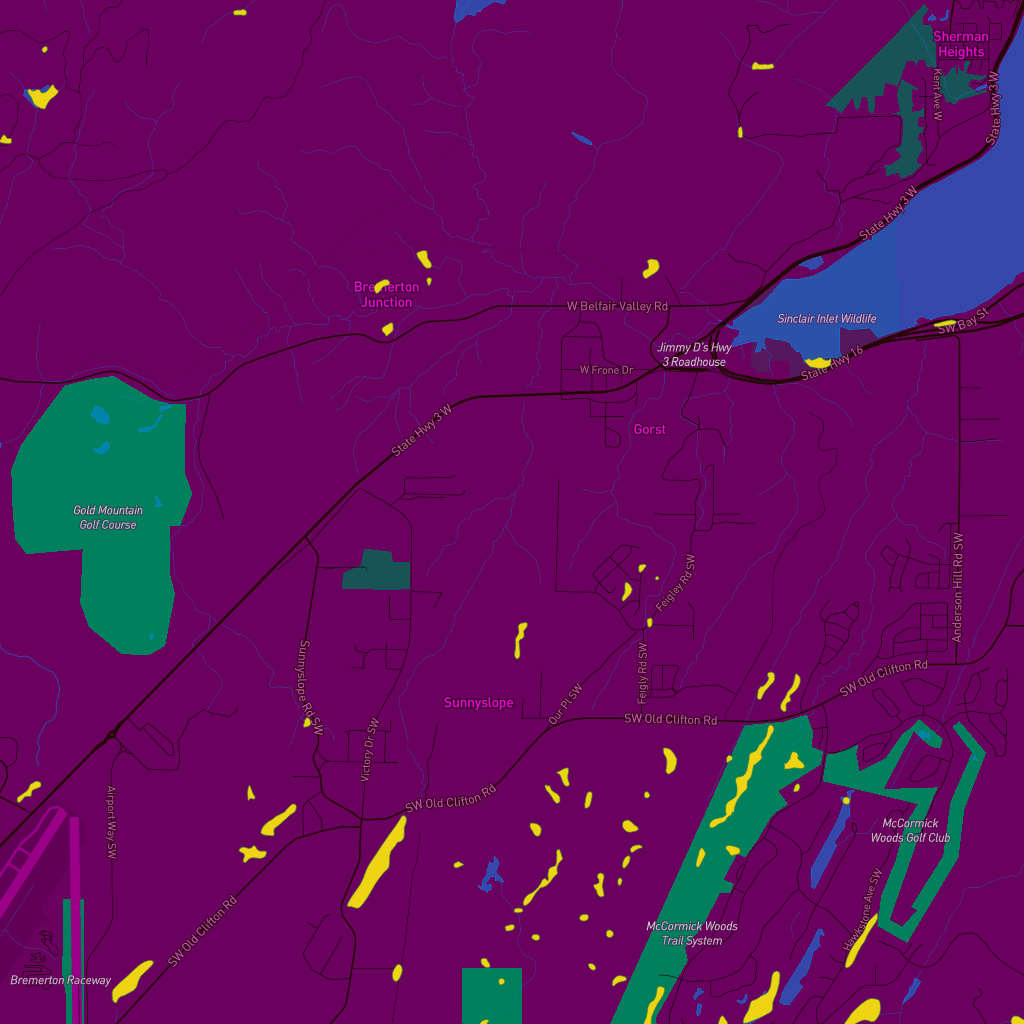 Sherman
Heights
Kent Ave W
State Hwy 3 W
State Hwy 3 W
Bremerton
Junction
W Belfair Valley Rd
Sinclair Inlet Wildlife
SW Bay St
Jimmy D's Hwy
3 Roadhouse
State Hwy 16
W Frone Dr
State Hwy 3 W
Gorst
Gold Mountain
Golf Course
Anderson Hill Rd SW
Feigley Rd SW
Sunnyslope Rd SW
Feigly Rd SW
SW Old Clifton Rd
Sunnyslope
Our Pl SW
SW Old Clifton Rd
Victory Dr SW
Airport Way SW
SW Old Clifton Rd
McCormick
Woods Golf Club
Hawkstone Ave SW
SW Old Clifton Rd
McCormick Woods
Trail System
Bremerton Raceway